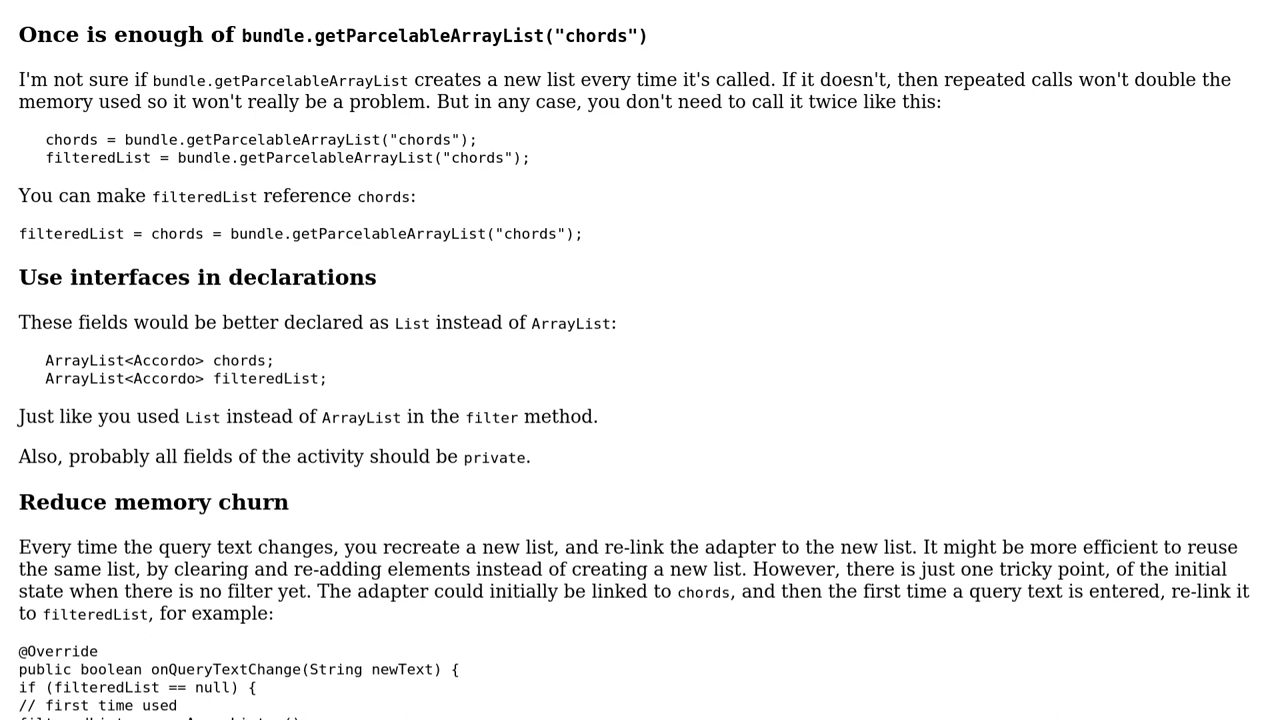 Once is enough of bundle.getParcelableArrayList("chords")
I'm not sure if bundle.getParcelableArrayList creates a new list every time it's called. If it doesn't, then repeated calls won't double the
memory used so it won't really be a problem. But in any case, you don't need to call it twice like this:
chords = bundle.getParcelableArrayList("chords");
filteredList = bundle.getParcelableArrayList("chords");
You can make filteredList reference chords:
filteredList = chords = bundle.getParcelableArrayList("chords");
Use interfaces in declarations
These fields would be better declared as List instead of ArrayList:
ArrayList<Accordo> chords;
ArrayList<Accordo> filteredList;
Just like you used List instead of ArrayList in the filter method.
Also, probably all fields of the activity should be private.
Reduce memory churn
Every time the query text changes, you recreate a new list, and re-link the adapter to the new list. It might be more efficient to reuse
the same list, by clearing and re-adding elements instead of creating a new list. However, there is just one tricky point, of the initial
state when there is no filter yet. The adapter could initially be linked to chords, and then the first time a query text is entered, re-link it
to filteredList, for example:
@Override
public boolean onQueryTextChange(String newText) {
if (filteredList == null) {
// first time used